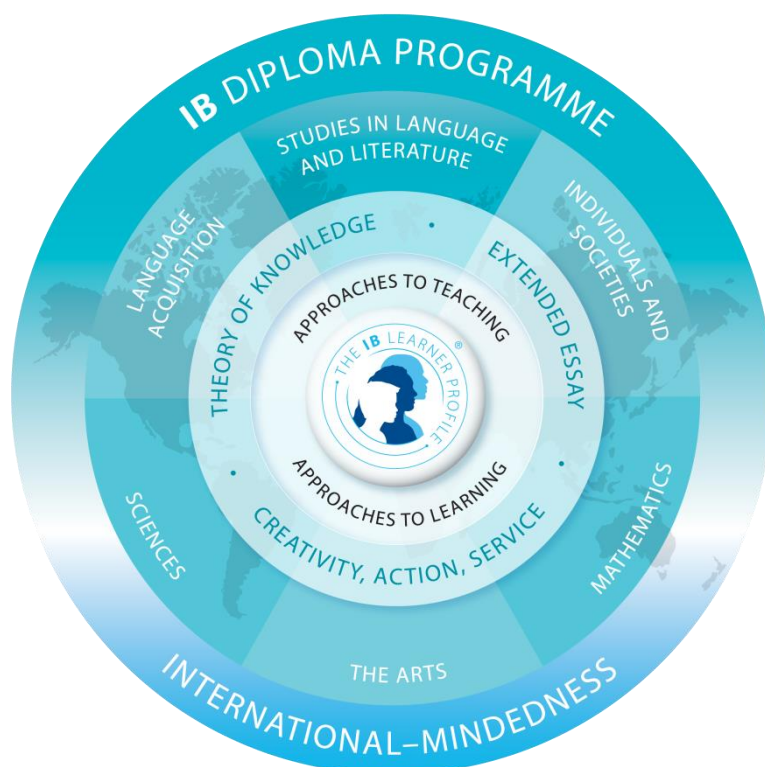 IB DIPLOMA PROGRAMME
STUDIES IN LANGUAGE
AND LITERATURE
LANGUAGE
ACQUISITION
INDIVIDUALS AND
SOCIETIES
THEORY OF KNOWLEDGE
•
EXTENDED ESSAY
APPROACHES TO TEACHING
• THE IB LEARNER PROFILE •
®
APPROACHES TO LEARNING
•
CREATIVITY, ACTION, SERVICE
•
SCIENCES
MATHEMATICS
THE ARTS
INTERNATIONAL–MINDEDNESS